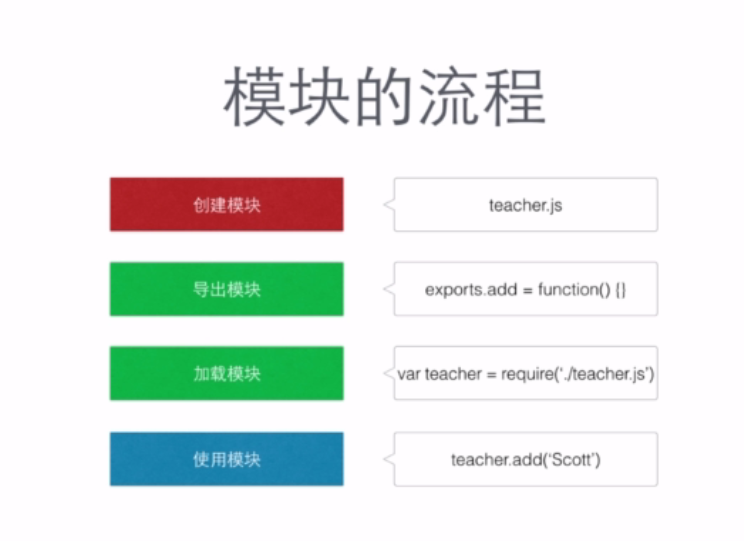 模块的流程
创建模块
teacher.js
导出模块
exports.add = function() {}
加载模块
var teacher = require(‘./teacher.js’)
使用模块
teacher.add(‘Scott’)